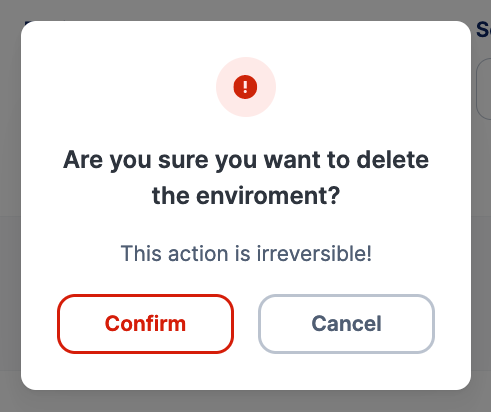 Are you sure you want to delete
the enviroment?
This action is irreversible!
Confirm
Cancel